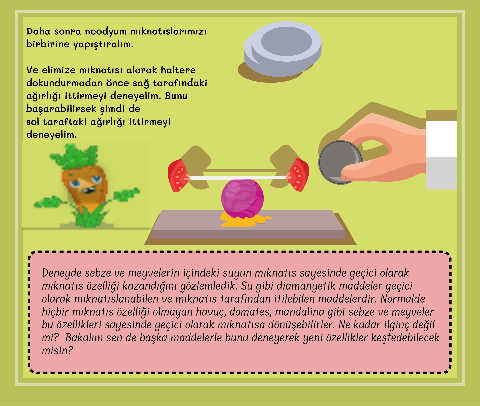 Daha sonra neodyum mıknatıslarımızı
birbirine yapıştıralım.
Ve elimize mıknatısı alarak haltere
dokundurmadan önce sağ tarafındaki
ağırlığı ittirmeyi deneyelim. Bunu
başarabilirsek şimdi de
sol taraftaki ağırlığı ittirmeyi
deneyelim.
Deneyde sebze ve meyvelerin içindeki suyun mıknatıs sayesinde geçici olarak
mıknatıs özelliği kazandığını gözlemledik. Su gibi diamanyetik maddeler geçici
olarak mıknatıslanabilen ve mıknatıs tarafından itilebilen maddelerdir. Normalde
hiçbir mıknatıs özelliği olmayan havuç, domates, mandalina gibi sebze ve meyveler
bu özellikleri sayesinde geçici olarak mıknatısa dönüşebilirler. Ne kadar ilginç değil
mi? Bakalım sen de başka maddelerle bunu deneyerek yeni özellikler keşfedebilecek
misin?